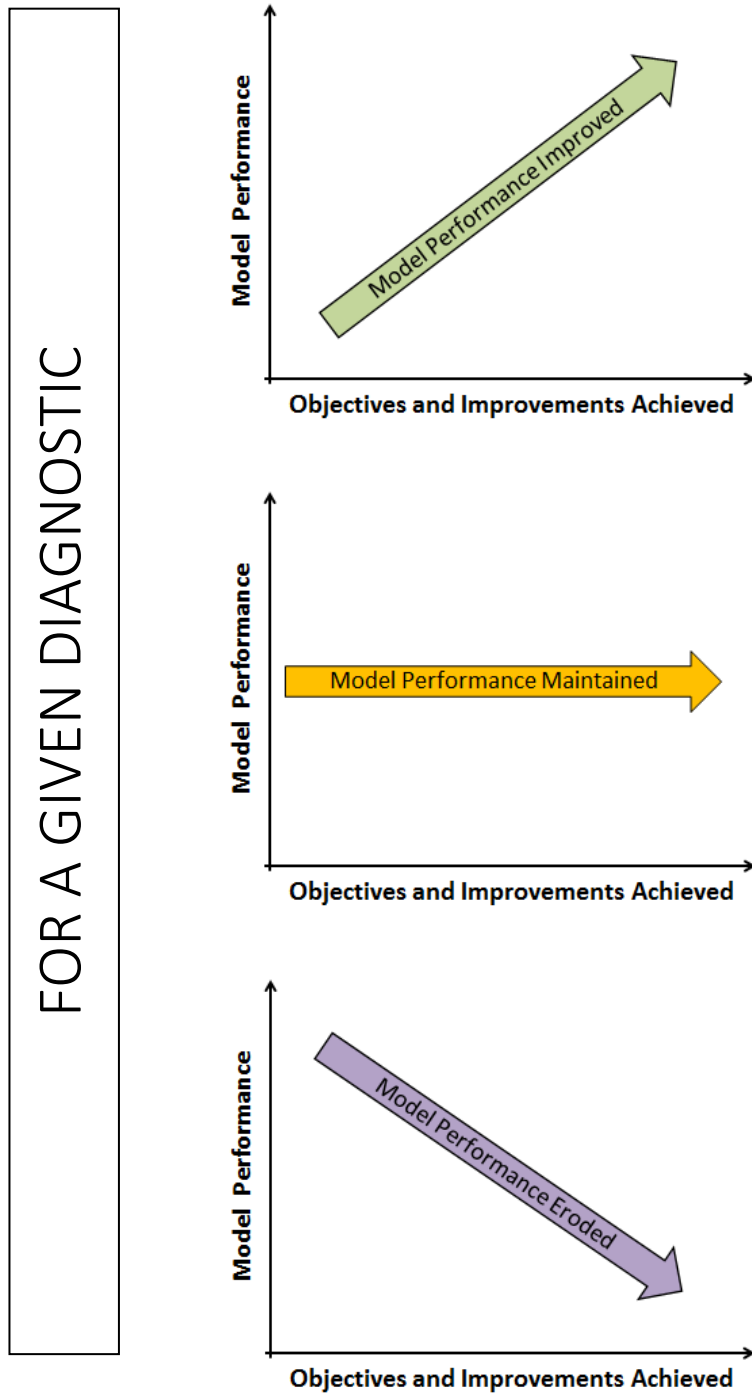 FOR A GIVEN DIAGNOSTIC
Model Performance
Model Performance Improved
Objectives and Improvements Achieved
Model Performance
Model Performance Maintained
Objectives and Improvements Achieved
Model Performance
Model Performance Eroded
Objectives and Improvements Achieved